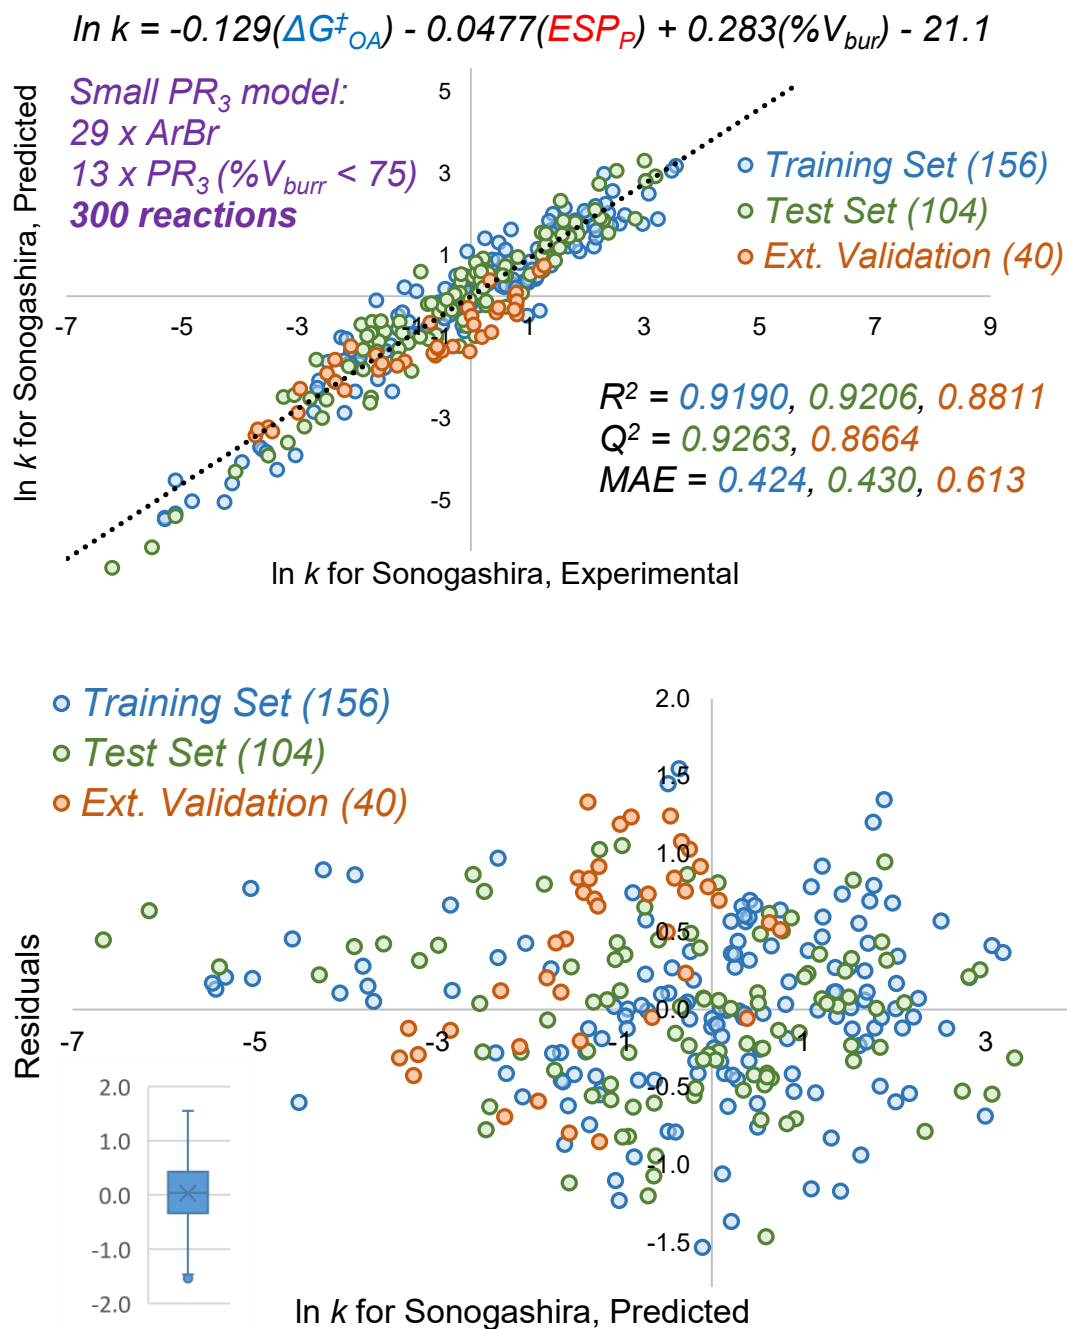 ln k = -0.129(ΔG‡OA) - 0.0477(ESPP) + 0.283(%Vbur) - 21.1
ln k for Sonogashira, Predicted
Small PR3 model:
29 x ArBr
13 x PR3 (%Vburr < 75)
300 reactions
Training Set (156)
Test Set (104)
Ext. Validation (40)
5
3
1
-7 -5 -3 -1 1 3 5 7 9
-1
-3
-5
R2 = 0.9190, 0.9206, 0.8811
Q2 = 0.9263, 0.8664
MAE = 0.424, 0.430, 0.613
ln k for Sonogashira, Experimental
Training Set (156)
Test Set (104)
Ext. Validation (40)
Residuals
2.0
1.5
1.0
0.5
0.0
-7 -5 -3 -1 1 3
-0.5
-1.0
-1.5
2.0
1.0
0.0
-1.0
-2.0
ln k for Sonogashira, Predicted